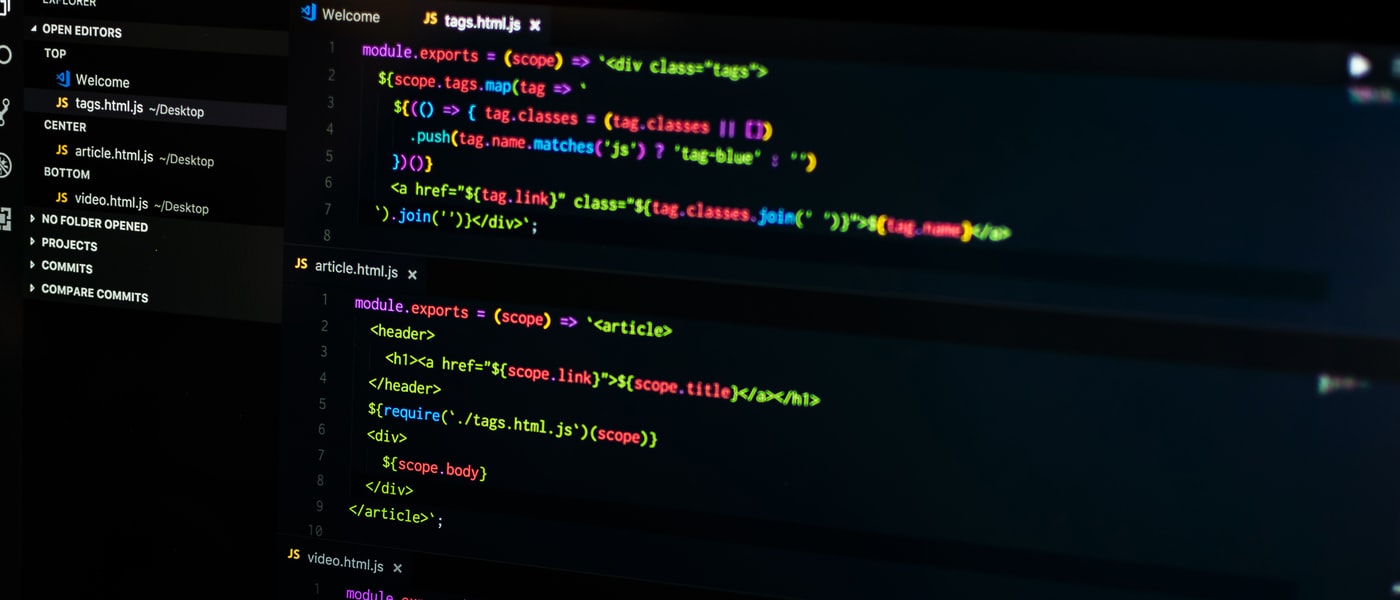 EXPLORER
OPEN EDITORS
TOP
Welcome
JS tags.html.js ~/Desktop
CENTER
JS article.html.js ~/Desktop
BOTTOM
JS video.html.js ~/Desktop
NO FOLDER OPENED
PROJECTS
COMMITS
COMPARE COMMITS
Welcome JS tags.html.js ×
1 module.exports = (scope) => `<div class="tags">
2 ${scope.tags.map(tag => `
3 ${(() => { tag.classes = (tag.classes || [])
4 .push(tag.name.matches('js') ? 'tag-blue' : '')
5 })()}
6 <a href="${tag.link}" class="${tag.classes.join(' ')}">${tag.name}</a>
7 `).join('')}</div>`;
8
JS article.html.js ×
1 module.exports = (scope) => `<article>
2 <header>
3 <h1><a href="${scope.link}">${scope.title}</a></h1>
4 </header>
5 ${require(`./tags.html.js`)(scope)}
6 <div>
7 ${scope.body}
8 </div>
9 </article>`;
10
JS video.html.js ×
1